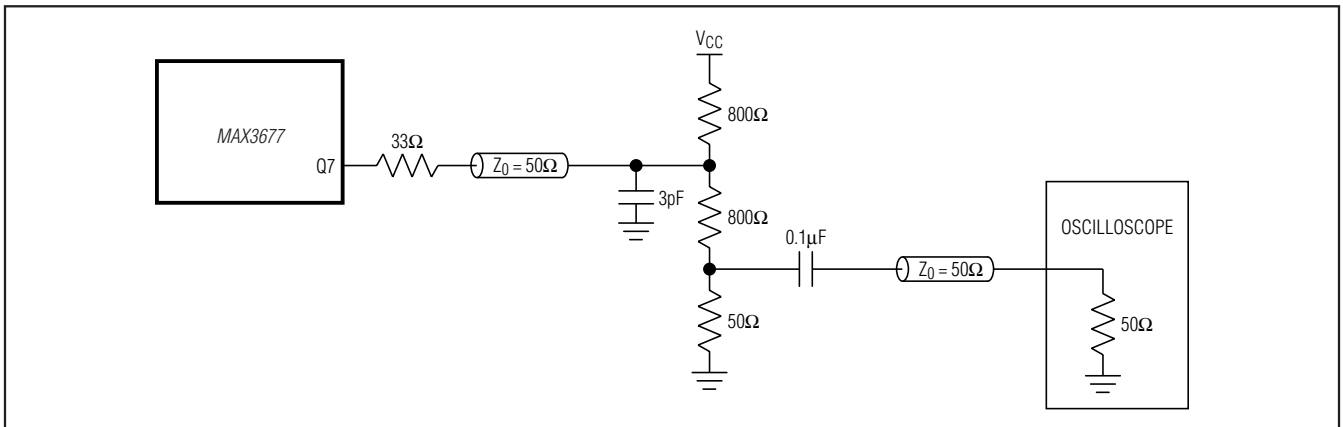 VCC
800Ω
MAX3677
33Ω
Q7
Z0 = 50Ω
3pF
800Ω
0.1μF
OSCILLOSCOPE
Z0 = 50Ω
50Ω
50Ω